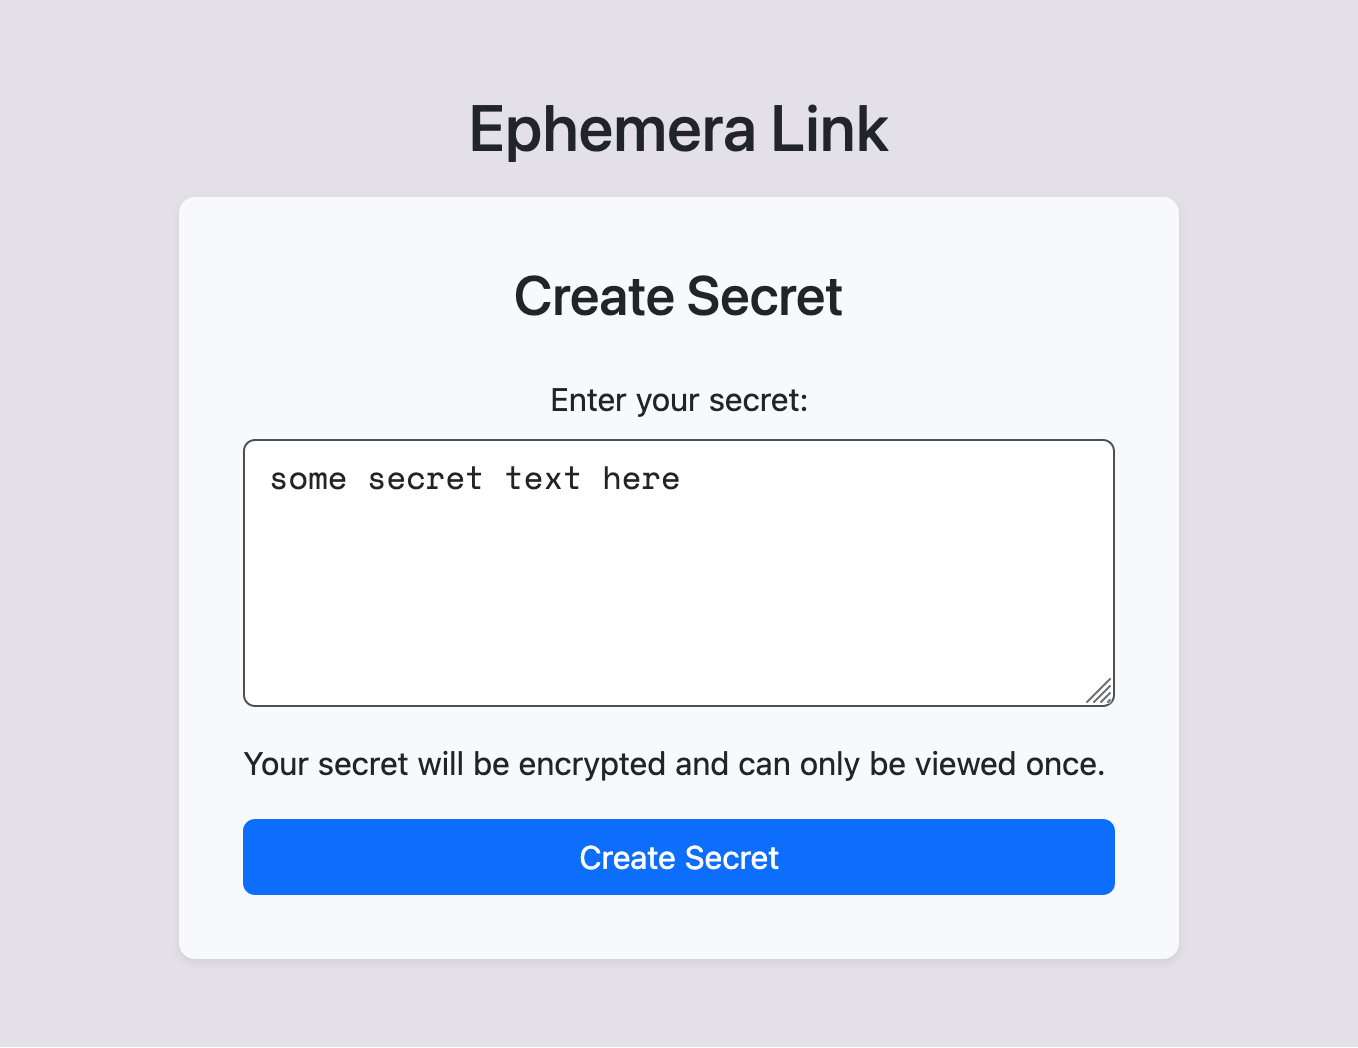 Ephemera Link
Create Secret
Enter your secret:
some secret text here
Your secret will be encrypted and can only be viewed once.
Create Secret